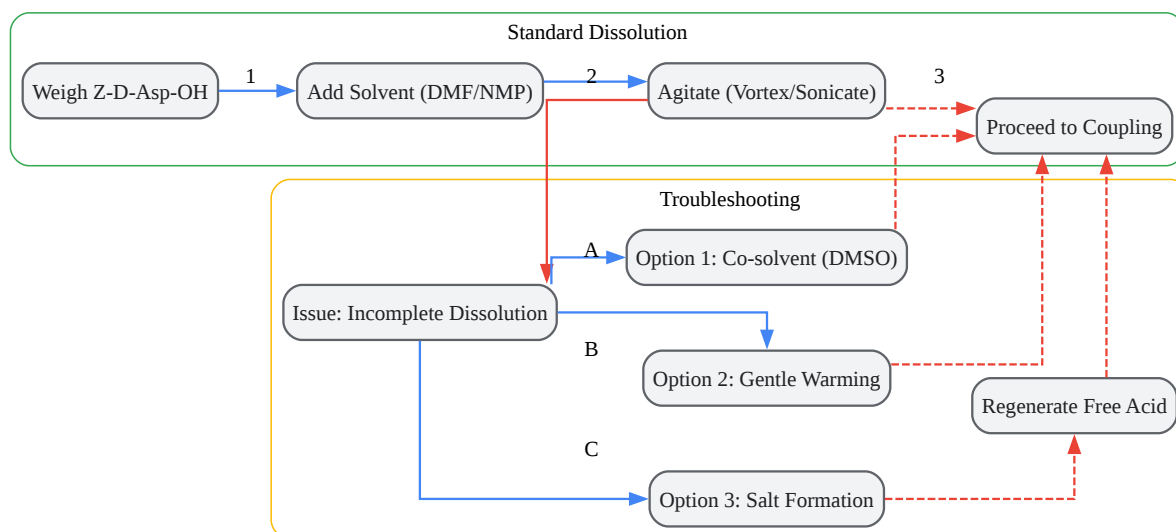 Standard Dissolution
Weigh Z-D-Asp-OH
1
Add Solvent (DMF/NMP)
2
Agitate (Vortex/Sonicate)
3
Proceed to Coupling
Troubleshooting
A
Option 1: Co-solvent (DMSO)
Issue: Incomplete Dissolution
B
Option 2: Gentle Warming
Regenerate Free Acid
C
Option 3: Salt Formation